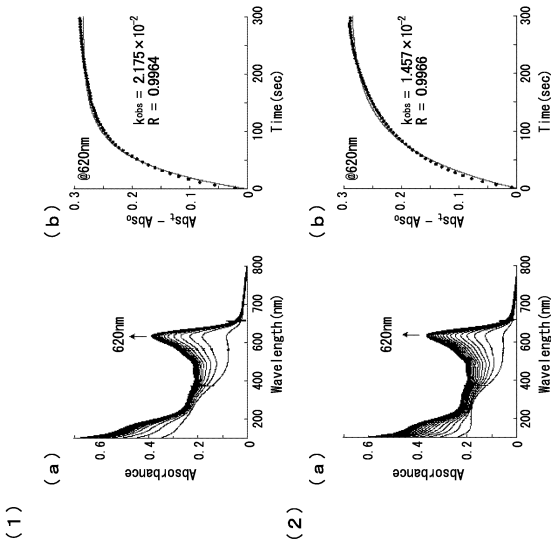 (1)
(a)
620nm
Absorbance
0.6
0.4
0.2
0
200
400
600
800
Wavelength(nm)
(b)
@620nm
kobs = 2.175×10⁻²
R = 0.9964
Abst - Abs₀
0.3
0.2
0.1
0
0
100
200
300
Time(sec)
(2)
(a)
620nm
Absorbance
0.6
0.4
0.2
0
200
400
600
800
Wavelength(nm)
(b)
@620nm
kobs = 1.457×10⁻²
R = 0.9966
Abst - Abs₀
0.3
0.2
0.1
0
0
100
200
300
Time(sec)